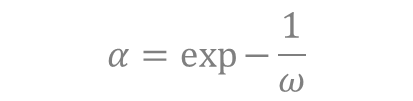 α = exp − 1/ω